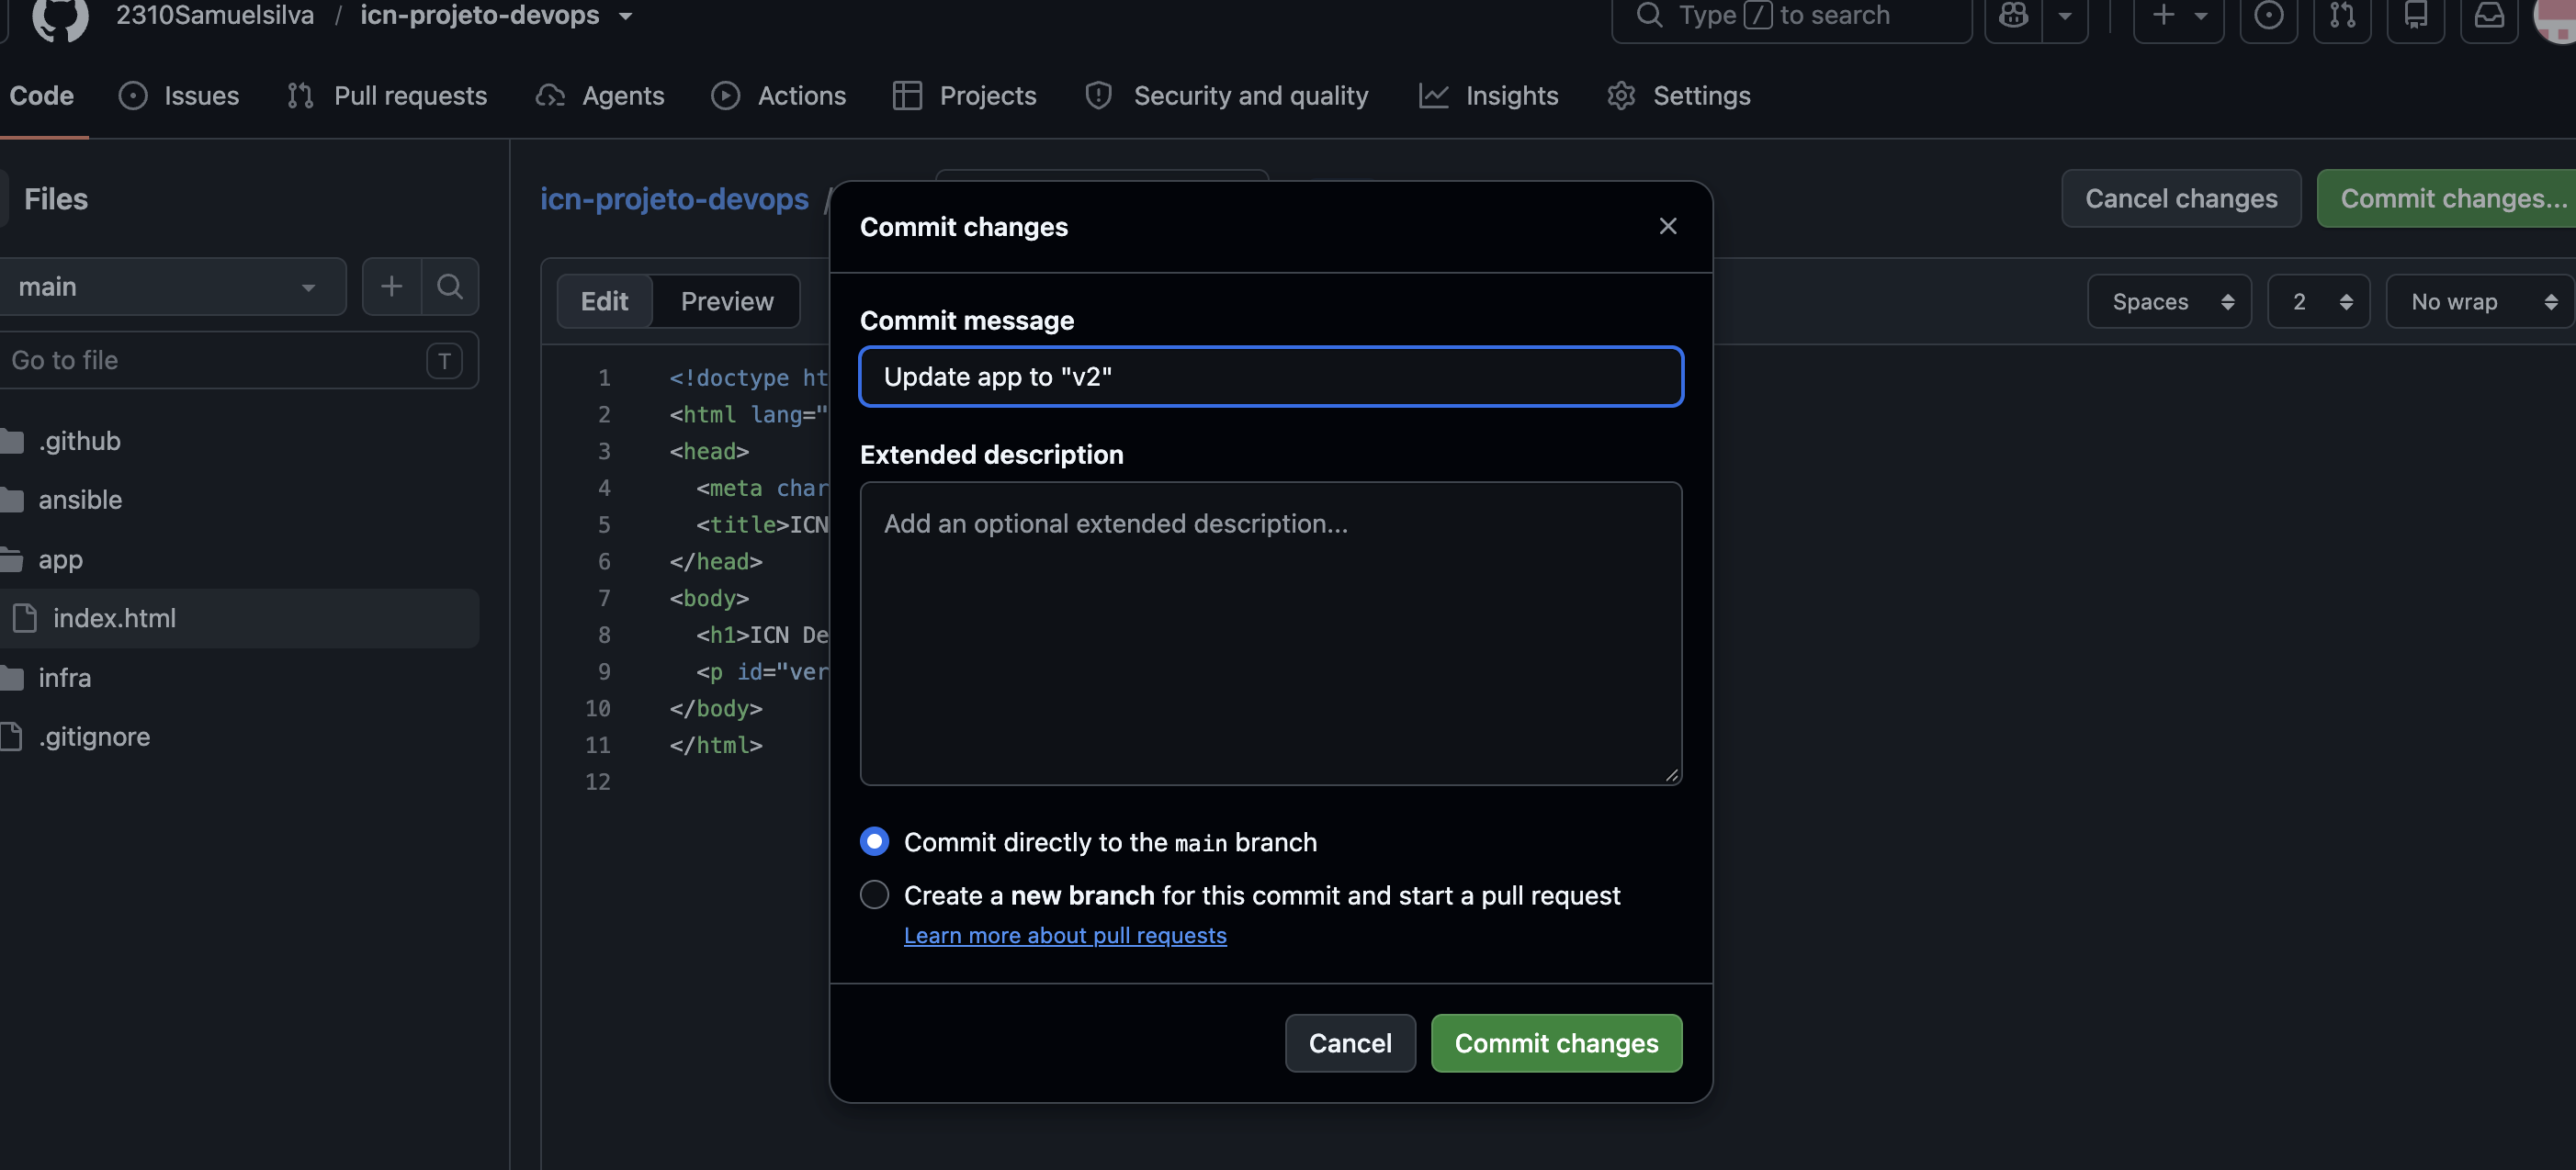 2310Samuelsilva / icn-projeto-devops
Type / to search
Code
Issues
Pull requests
Agents
Actions
Projects
Security and quality
Insights
Settings
Files
main
Go to file
T
.github
ansible
app
index.html
infra
.gitignore
icn-projeto-devops /
Cancel changes
Commit changes...
Edit
Preview
Spaces
2
No wrap
1 <!doctype ht
2 <html lang="
3 <head>
4 <meta char
5 <title>ICN
6 </head>
7 <body>
8 <h1>ICN De
9 <p id="ver
10 </body>
11 </html>
12
Commit changes
Commit message
Update app to "v2"
Extended description
Add an optional extended description...
Commit directly to the main branch
Create a new branch for this commit and start a pull request
Learn more about pull requests
Cancel
Commit changes